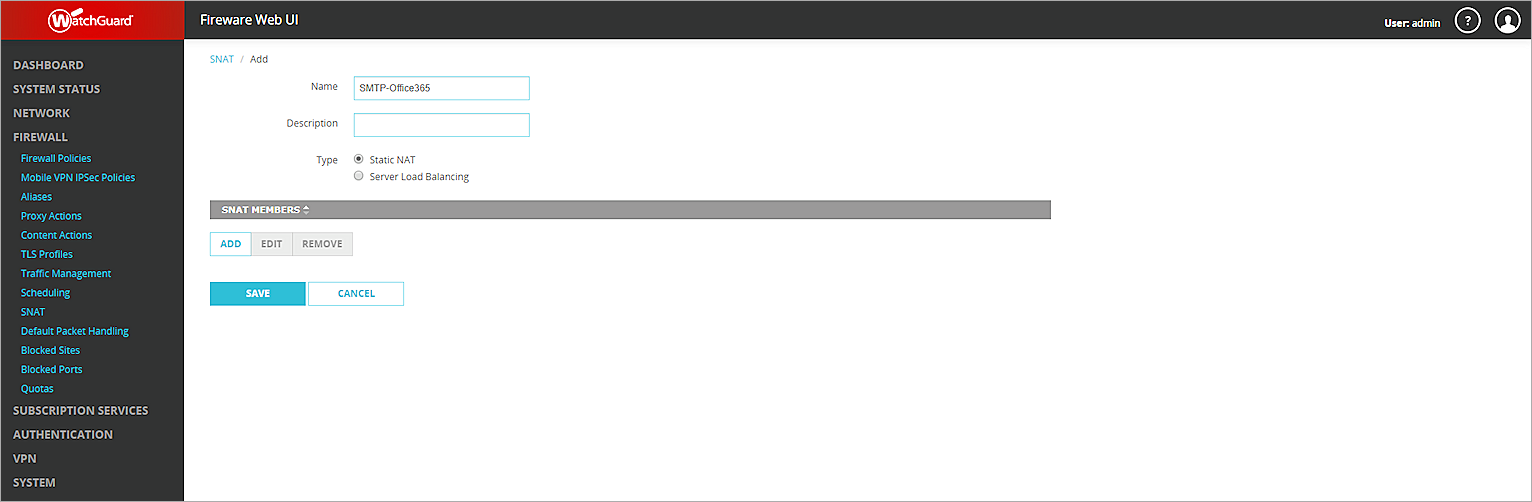 WatchGuard Fireware Web UI User: admin ?
DASHBOARD
SYSTEM STATUS
NETWORK
FIREWALL
Firewall Policies
Mobile VPN IPSec Policies
Aliases
Proxy Actions
Content Actions
TLS Profiles
Traffic Management
Scheduling
SNAT
Default Packet Handling
Blocked Sites
Blocked Ports
Quotas
SUBSCRIPTION SERVICES
AUTHENTICATION
VPN
SYSTEM
SNAT / Add
Name SMTP-Office365
Description
Type Static NAT
Server Load Balancing
SNAT MEMBERS
ADD EDIT REMOVE
SAVE CANCEL